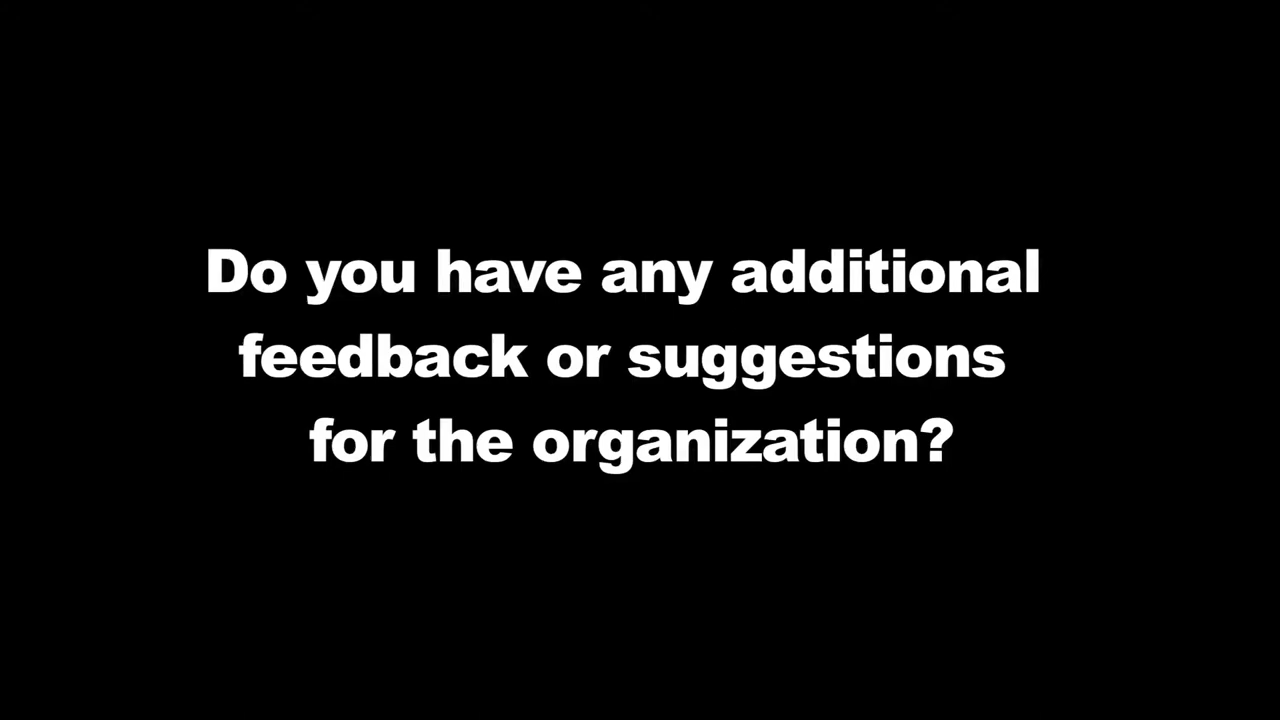 Do you have any additional
feedback or suggestions
for the organization?